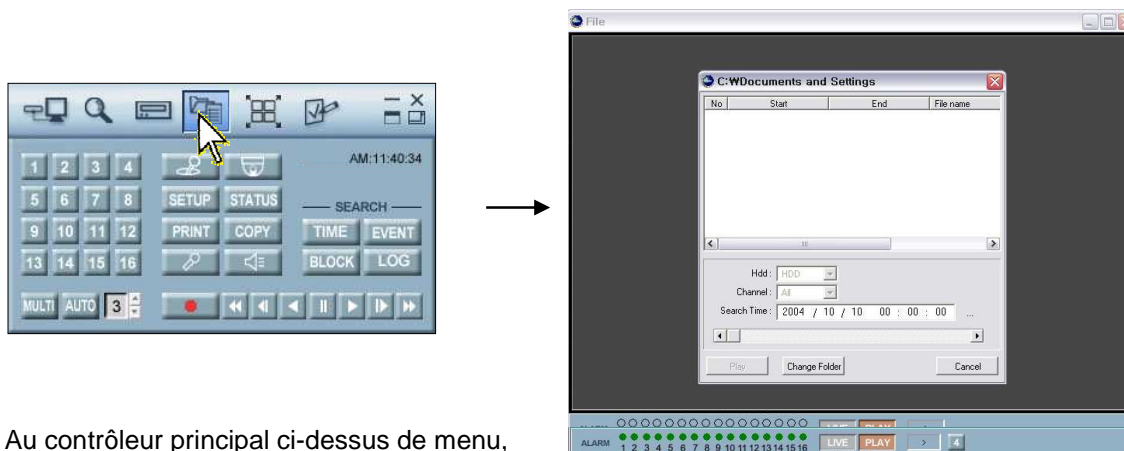 File
C:₩Documents and Settings
No Start End File name
AM:11:40:34
1 2 3 4
5 6 7 8 SETUP STATUS SEARCH
9 10 11 12 PRINT COPY TIME EVENT
13 14 15 16 BLOCK LOG
MULTI AUTO 3
Hdd : HDD
Channel : All
Search Time : 2004 / 10 / 10 00 : 00 : 00 ...
Play Change Folder Cancel
Au contrôleur principal ci-dessus de menu,
ALARM 1 2 3 4 5 6 7 8 9 10 11 12 13 14 15 16 LIVE PLAY > 4